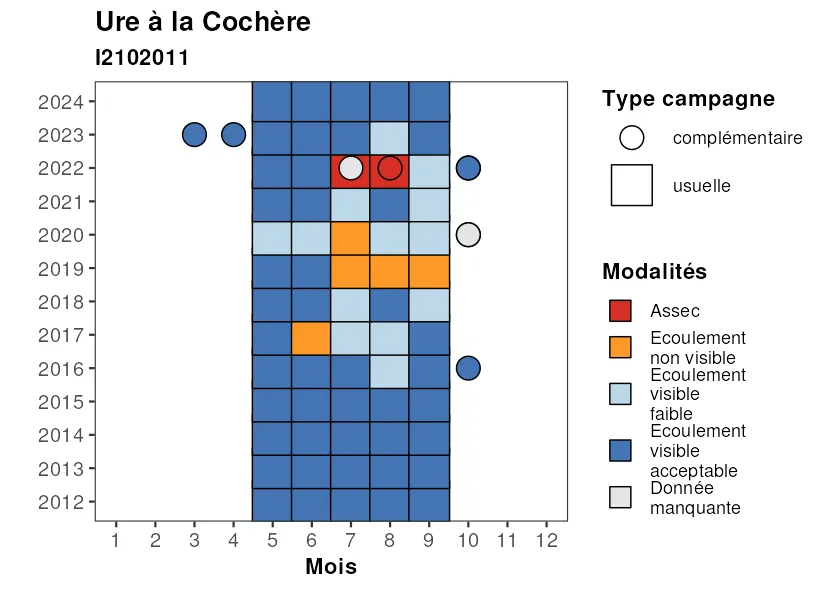 Ure à la Cochère
I2102011
2024
2023
2022
2021
2020
2019
2018
2017
2016
2015
2014
2013
2012
1 2 3 4 5 6 7 8 9 10 11 12
Mois
Type campagne
complémentaire
usuelle
Modalités
Assec
Ecoulement
non visible
Ecoulement
visible
faible
Ecoulement
visible
acceptable
Donnée
manquante